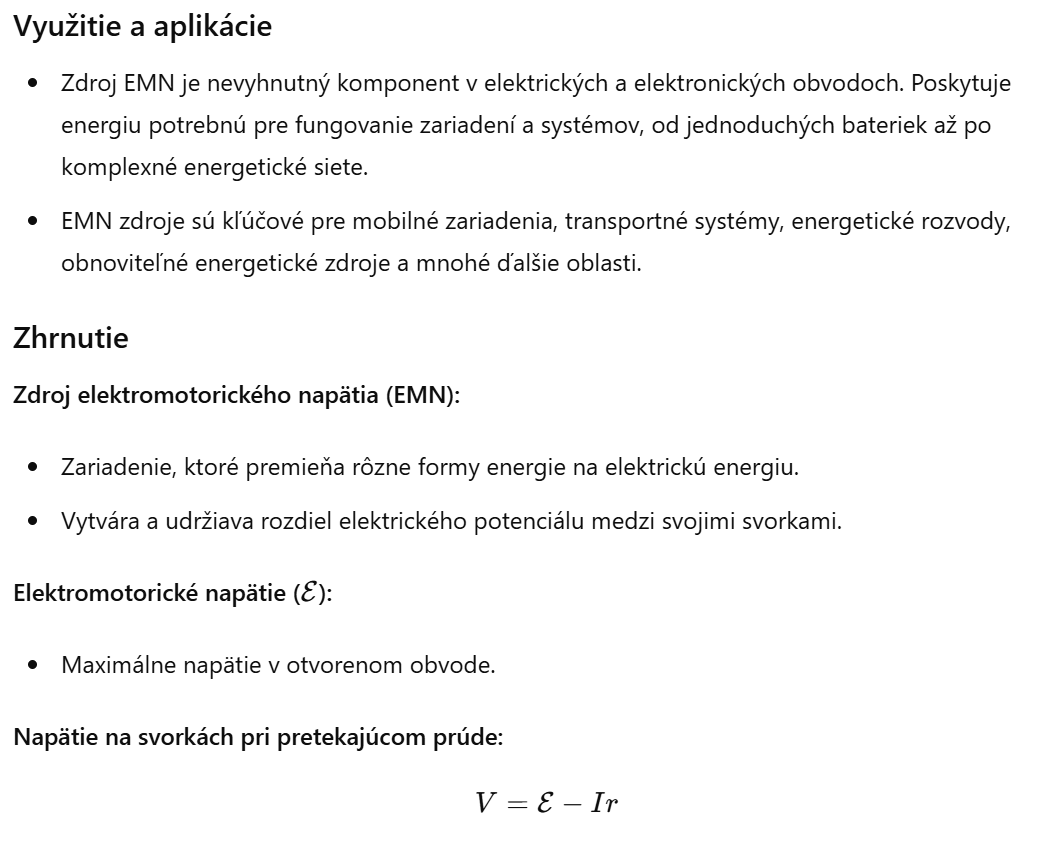 Využitie a aplikácie
• Zdroj EMN je nevyhnutný komponent v elektrických a elektronických obvodoch. Poskytuje
energiu potrebnú pre fungovanie zariadení a systémov, od jednoduchých bateriek až po
komplexné energetické siete.
• EMN zdroje sú kľúčové pre mobilné zariadenia, transportné systémy, energetické rozvody,
obnoviteľné energetické zdroje a mnohé ďalšie oblasti.
Zhrnutie
Zdroj elektromotorického napätia (EMN):
• Zariadenie, ktoré premieňa rôzne formy energie na elektrickú energiu.
• Vytvára a udržiava rozdiel elektrického potenciálu medzi svojimi svorkami.
Elektromotorické napätie (ℰ):
• Maximálne napätie v otvorenom obvode.
Napätie na svorkách pri pretekajúcom prúde:
V = ℰ − Ir